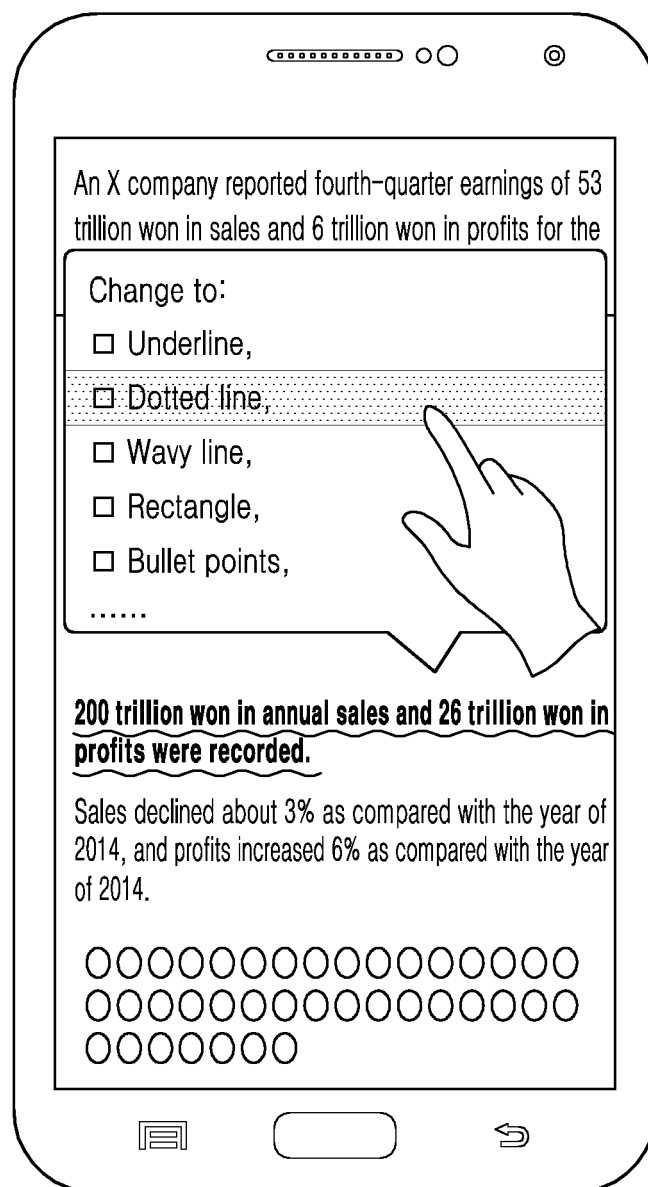 An X company reported fourth-quarter earnings of 53
trillion won in sales and 6 trillion won in profits for the
Change to:
Underline,
Dotted line,
Wavy line,
Rectangle,
Bullet points,
......
200 trillion won in annual sales and 26 trillion won in
profits were recorded.
Sales declined about 3% as compared with the year of
2014, and profits increased 6% as compared with the year
of 2014.